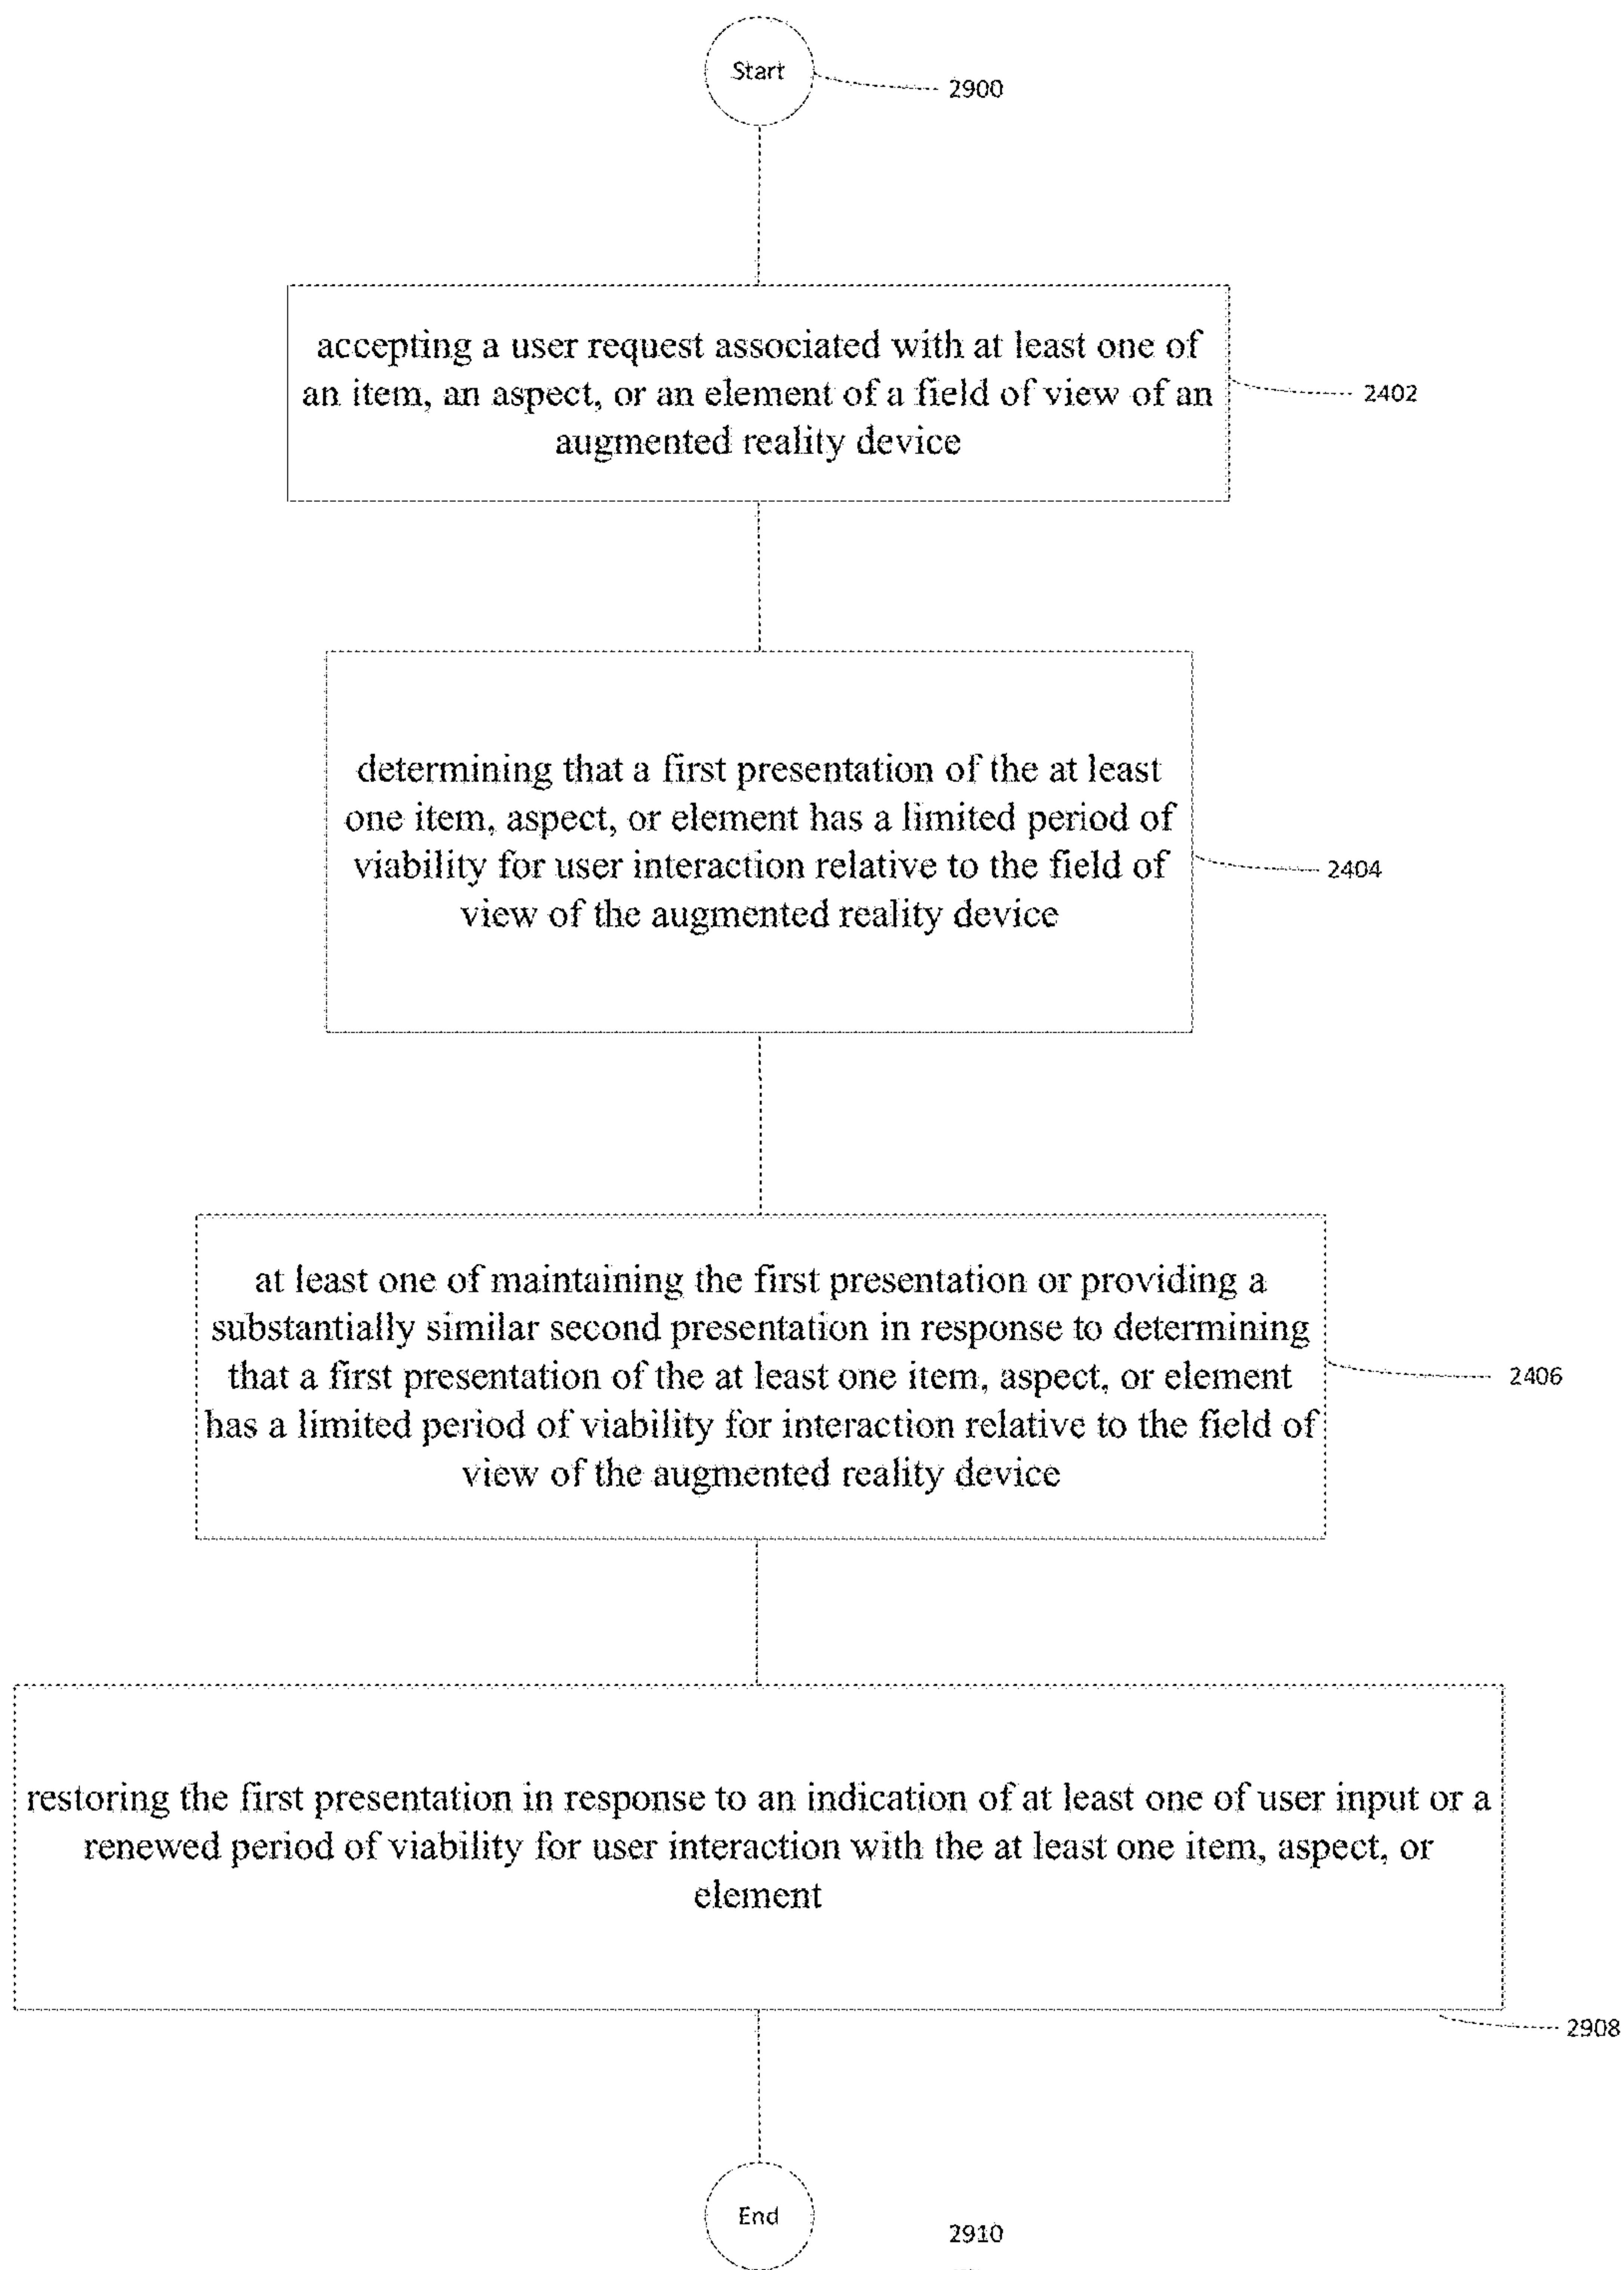 Start
2900
accepting a user request associated with at least one of
an item, an aspect, or an element of a field of view of an
augmented reality device
2402
determining that a first presentation of the at least
one item, aspect, or element has a limited period of
viability for user interaction relative to the field of
view of the augmented reality device
2404
at least one of maintaining the first presentation or providing a
substantially similar second presentation in response to determining
that a first presentation of the at least one item, aspect, or element
has a limited period of viability for interaction relative to the field of
view of the augmented reality device
2406
restoring the first presentation in response to an indication of at least one of user input or a
renewed period of viability for user interaction with the at least one item, aspect, or
element
2908
End
2910